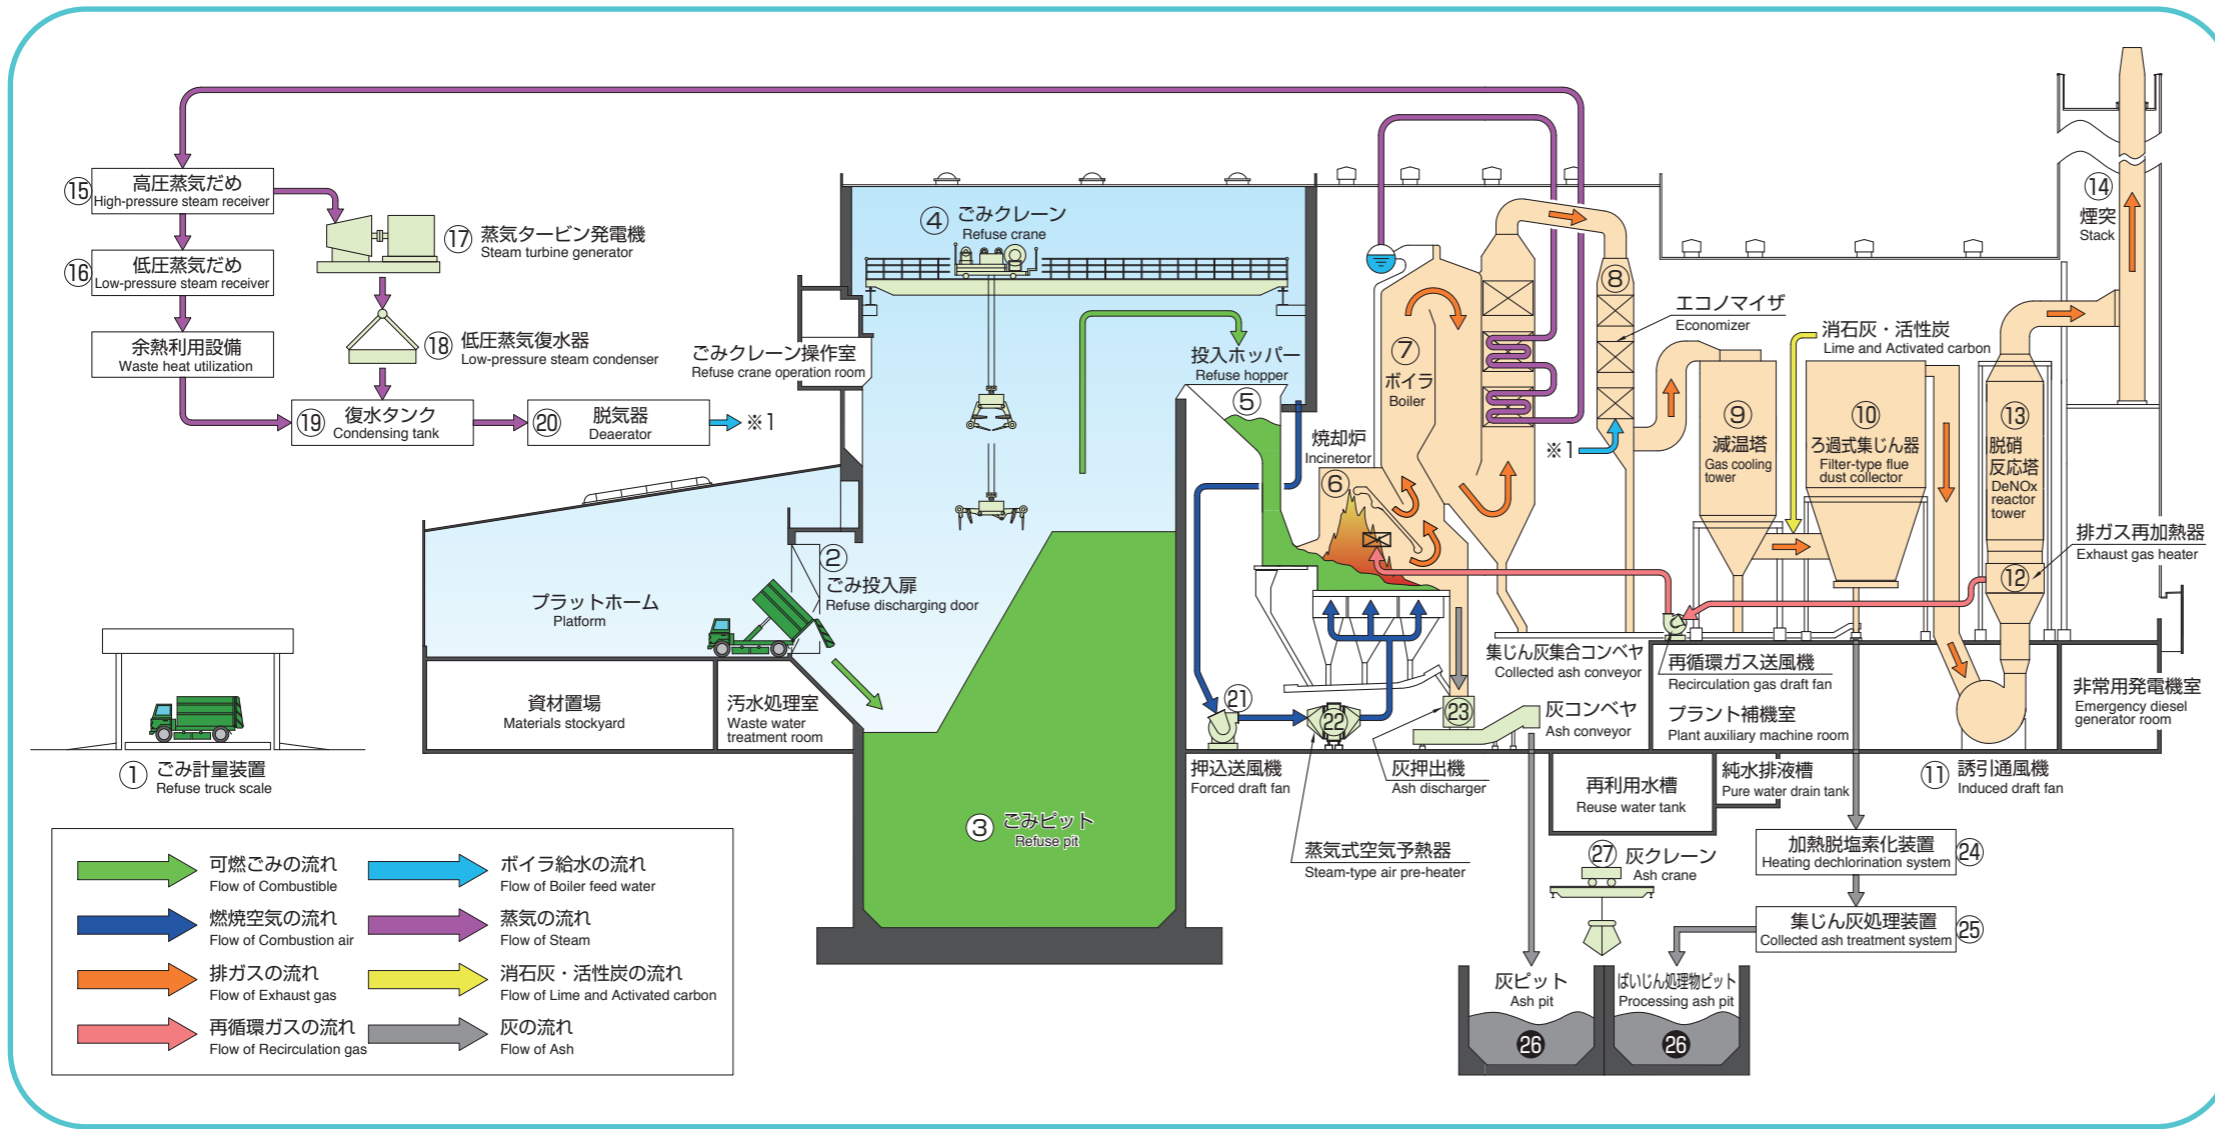 ⑮
高圧蒸気だめ
High-pressure steam receiver
⑯
低圧蒸気だめ
Low-pressure steam receiver
余熱利用設備
Waste heat utilization
⑰
蒸気タービン発電機
Steam turbine generator
⑱
低圧蒸気復水器
Low-pressure steam condenser
⑲
復水タンク
Condensing tank
⑳
脱気器
Deaerator
※1
④
ごみクレーン
Refuse crane
ごみクレーン操作室
Refuse crane operation room
投入ホッパー
Refuse hopper
⑤
焼却炉
Incineretor
⑥
⑦
ボイラ
Boiler
⑧
エコノマイザ
Economizer
※1
消石灰・活性炭
Lime and Activated carbon
⑨
減温塔
Gas cooling
tower
⑩
ろ過式集じん器
Filter-type flue
dust collector
⑬
脱硝
反応塔
DeNOx
reactor
tower
⑭
煙突
Stack
排ガス再加熱器
Exhaust gas heater
⑫
②
ごみ投入扉
Refuse discharging door
プラットホーム
Platform
資材置場
Materials stockyard
汚水処理室
Waste water
treatment room
①
ごみ計量装置
Refuse truck scale
③
ごみピット
Refuse pit
㉑
押込送風機
Forced draft fan
㉒
蒸気式空気予熱器
Steam-type air pre-heater
㉓
灰押出機
Ash discharger
集じん灰集合コンベヤ
Collected ash conveyor
灰コンベヤ
Ash conveyor
再循環ガス送風機
Recirculation gas draft fan
プラント補機室
Plant auxiliary machine room
非常用発電機室
Emergency diesel
generator room
再利用水槽
Reuse water tank
純水排液槽
Pure water drain tank
⑪
誘引通風機
Induced draft fan
加熱脱塩素化装置
Heating dechlorination system
㉔
集じん灰処理装置
Collected ash treatment system
㉕
㉗
灰クレーン
Ash crane
灰ピット
Ash pit
㉖
ばいじん処理物ピット
Processing ash pit
㉖
可燃ごみの流れ
Flow of Combustible
燃焼空気の流れ
Flow of Combustion air
排ガスの流れ
Flow of Exhaust gas
再循環ガスの流れ
Flow of Recirculation gas
ボイラ給水の流れ
Flow of Boiler feed water
蒸気の流れ
Flow of Steam
消石灰・活性炭の流れ
Flow of Lime and Activated carbon
灰の流れ
Flow of Ash